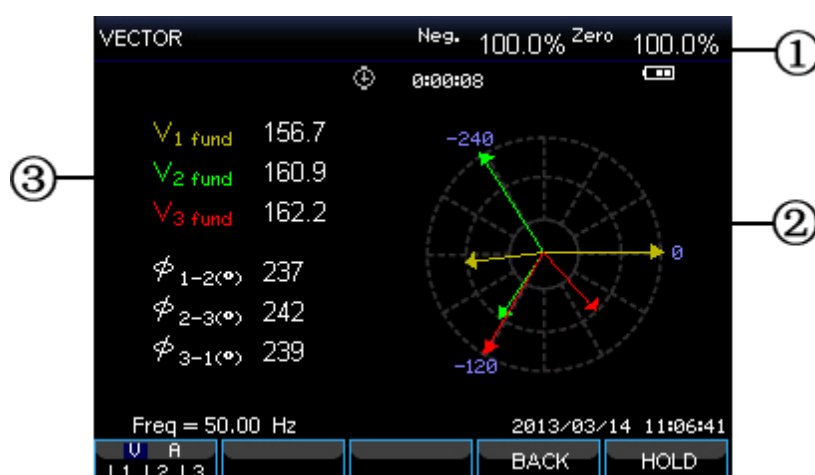 VECTOR Neg. 100.0% Zero 100.0% ①
0:00:08
V1 fund 156.7
V2 fund 160.9
V3 fund 162.2
③
ϕ1-2(°) 237
ϕ2-3(°) 242
ϕ3-1(°) 239
-240
0
-120
②
Freq = 50.00 Hz 2013/03/14 11:06:41
V A
L1 L2 L3
BACK HOLD